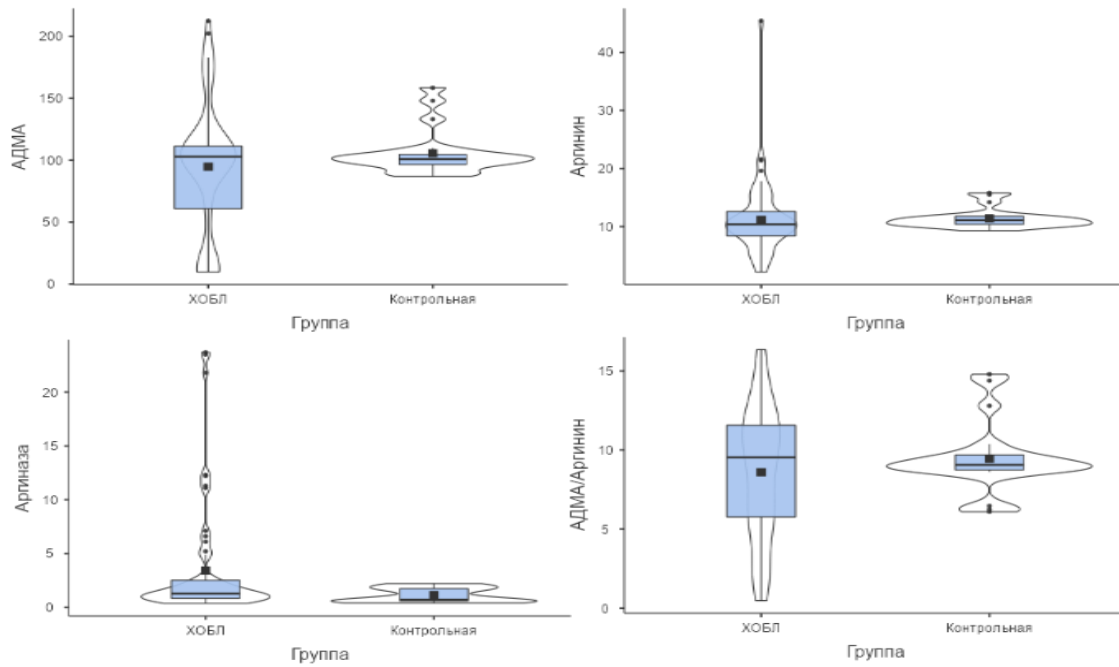 АДМА
200
150
100
50
0
ХОБЛ
Контрольная
Группа
Аргинин
40
30
20
10
ХОБЛ
Контрольная
Группа
Аргиназа
20
15
10
5
0
ХОБЛ
Контрольная
Группа
АДМА/Аргинин
15
10
5
0
ХОБЛ
Контрольная
Группа